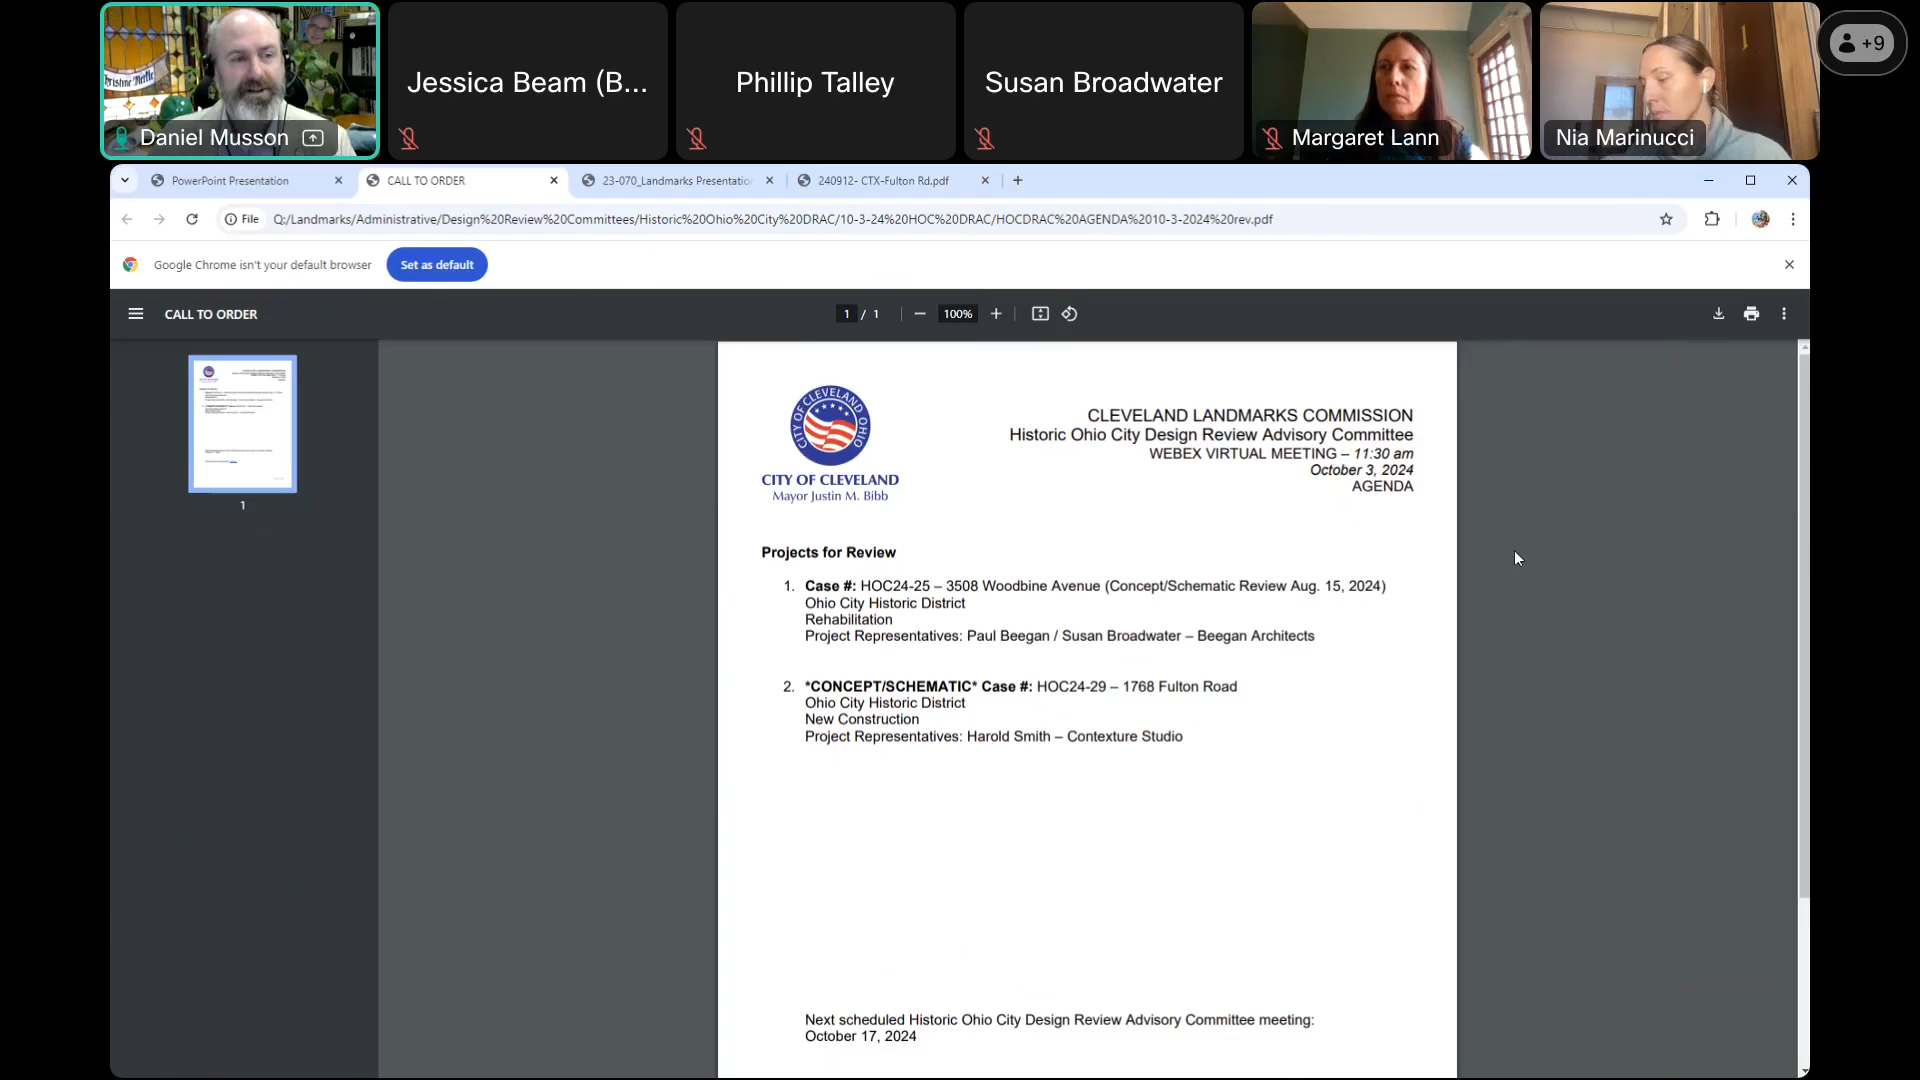 Daniel Musson
Jessica Beam (B...
Phillip Talley
Susan Broadwater
Margaret Lann
Nia Marinucci
+9
PowerPoint Presentation
CALL TO ORDER
23-070_Landmarks Presentatio
240912- CTX-Fulton Rd.pdf
File
Q:/Landmarks/Administrative/Design%20Review%20Committees/Historic%20Ohio%20City%20DRAC/10-3-24%20HOC%20DRAC/HOCDRAC%20AGENDA%2010-3-2024%20rev.pdf
Google Chrome isn't your default browser
Set as default
CALL TO ORDER
1 / 1
100%
1
CITY OF CLEVELAND OHIO
CITY OF CLEVELAND
Mayor Justin M. Bibb
CLEVELAND LANDMARKS COMMISSION
Historic Ohio City Design Review Advisory Committee
WEBEX VIRTUAL MEETING – 11:30 am
October 3, 2024
AGENDA
Projects for Review
1. Case #: HOC24-25 – 3508 Woodbine Avenue (Concept/Schematic Review Aug. 15, 2024)
Ohio City Historic District
Rehabilitation
Project Representatives: Paul Beegan / Susan Broadwater – Beegan Architects
2. *CONCEPT/SCHEMATIC* Case #: HOC24-29 – 1768 Fulton Road
Ohio City Historic District
New Construction
Project Representatives: Harold Smith – Contexture Studio
Next scheduled Historic Ohio City Design Review Advisory Committee meeting:
October 17, 2024